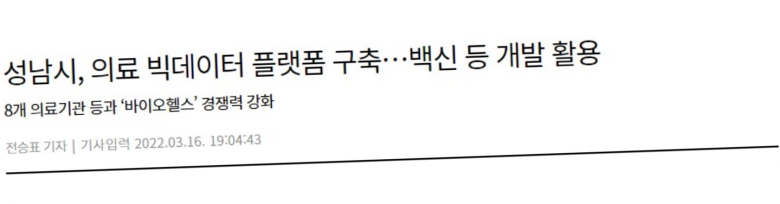 성남시, 의료 빅데이터 플랫폼 구축…백신 등 개발 활용
8개 의료기관 등과 ‘바이오헬스’ 경쟁력 강화
전승표 기자 | 기사입력 2022.03.16. 19:04:43